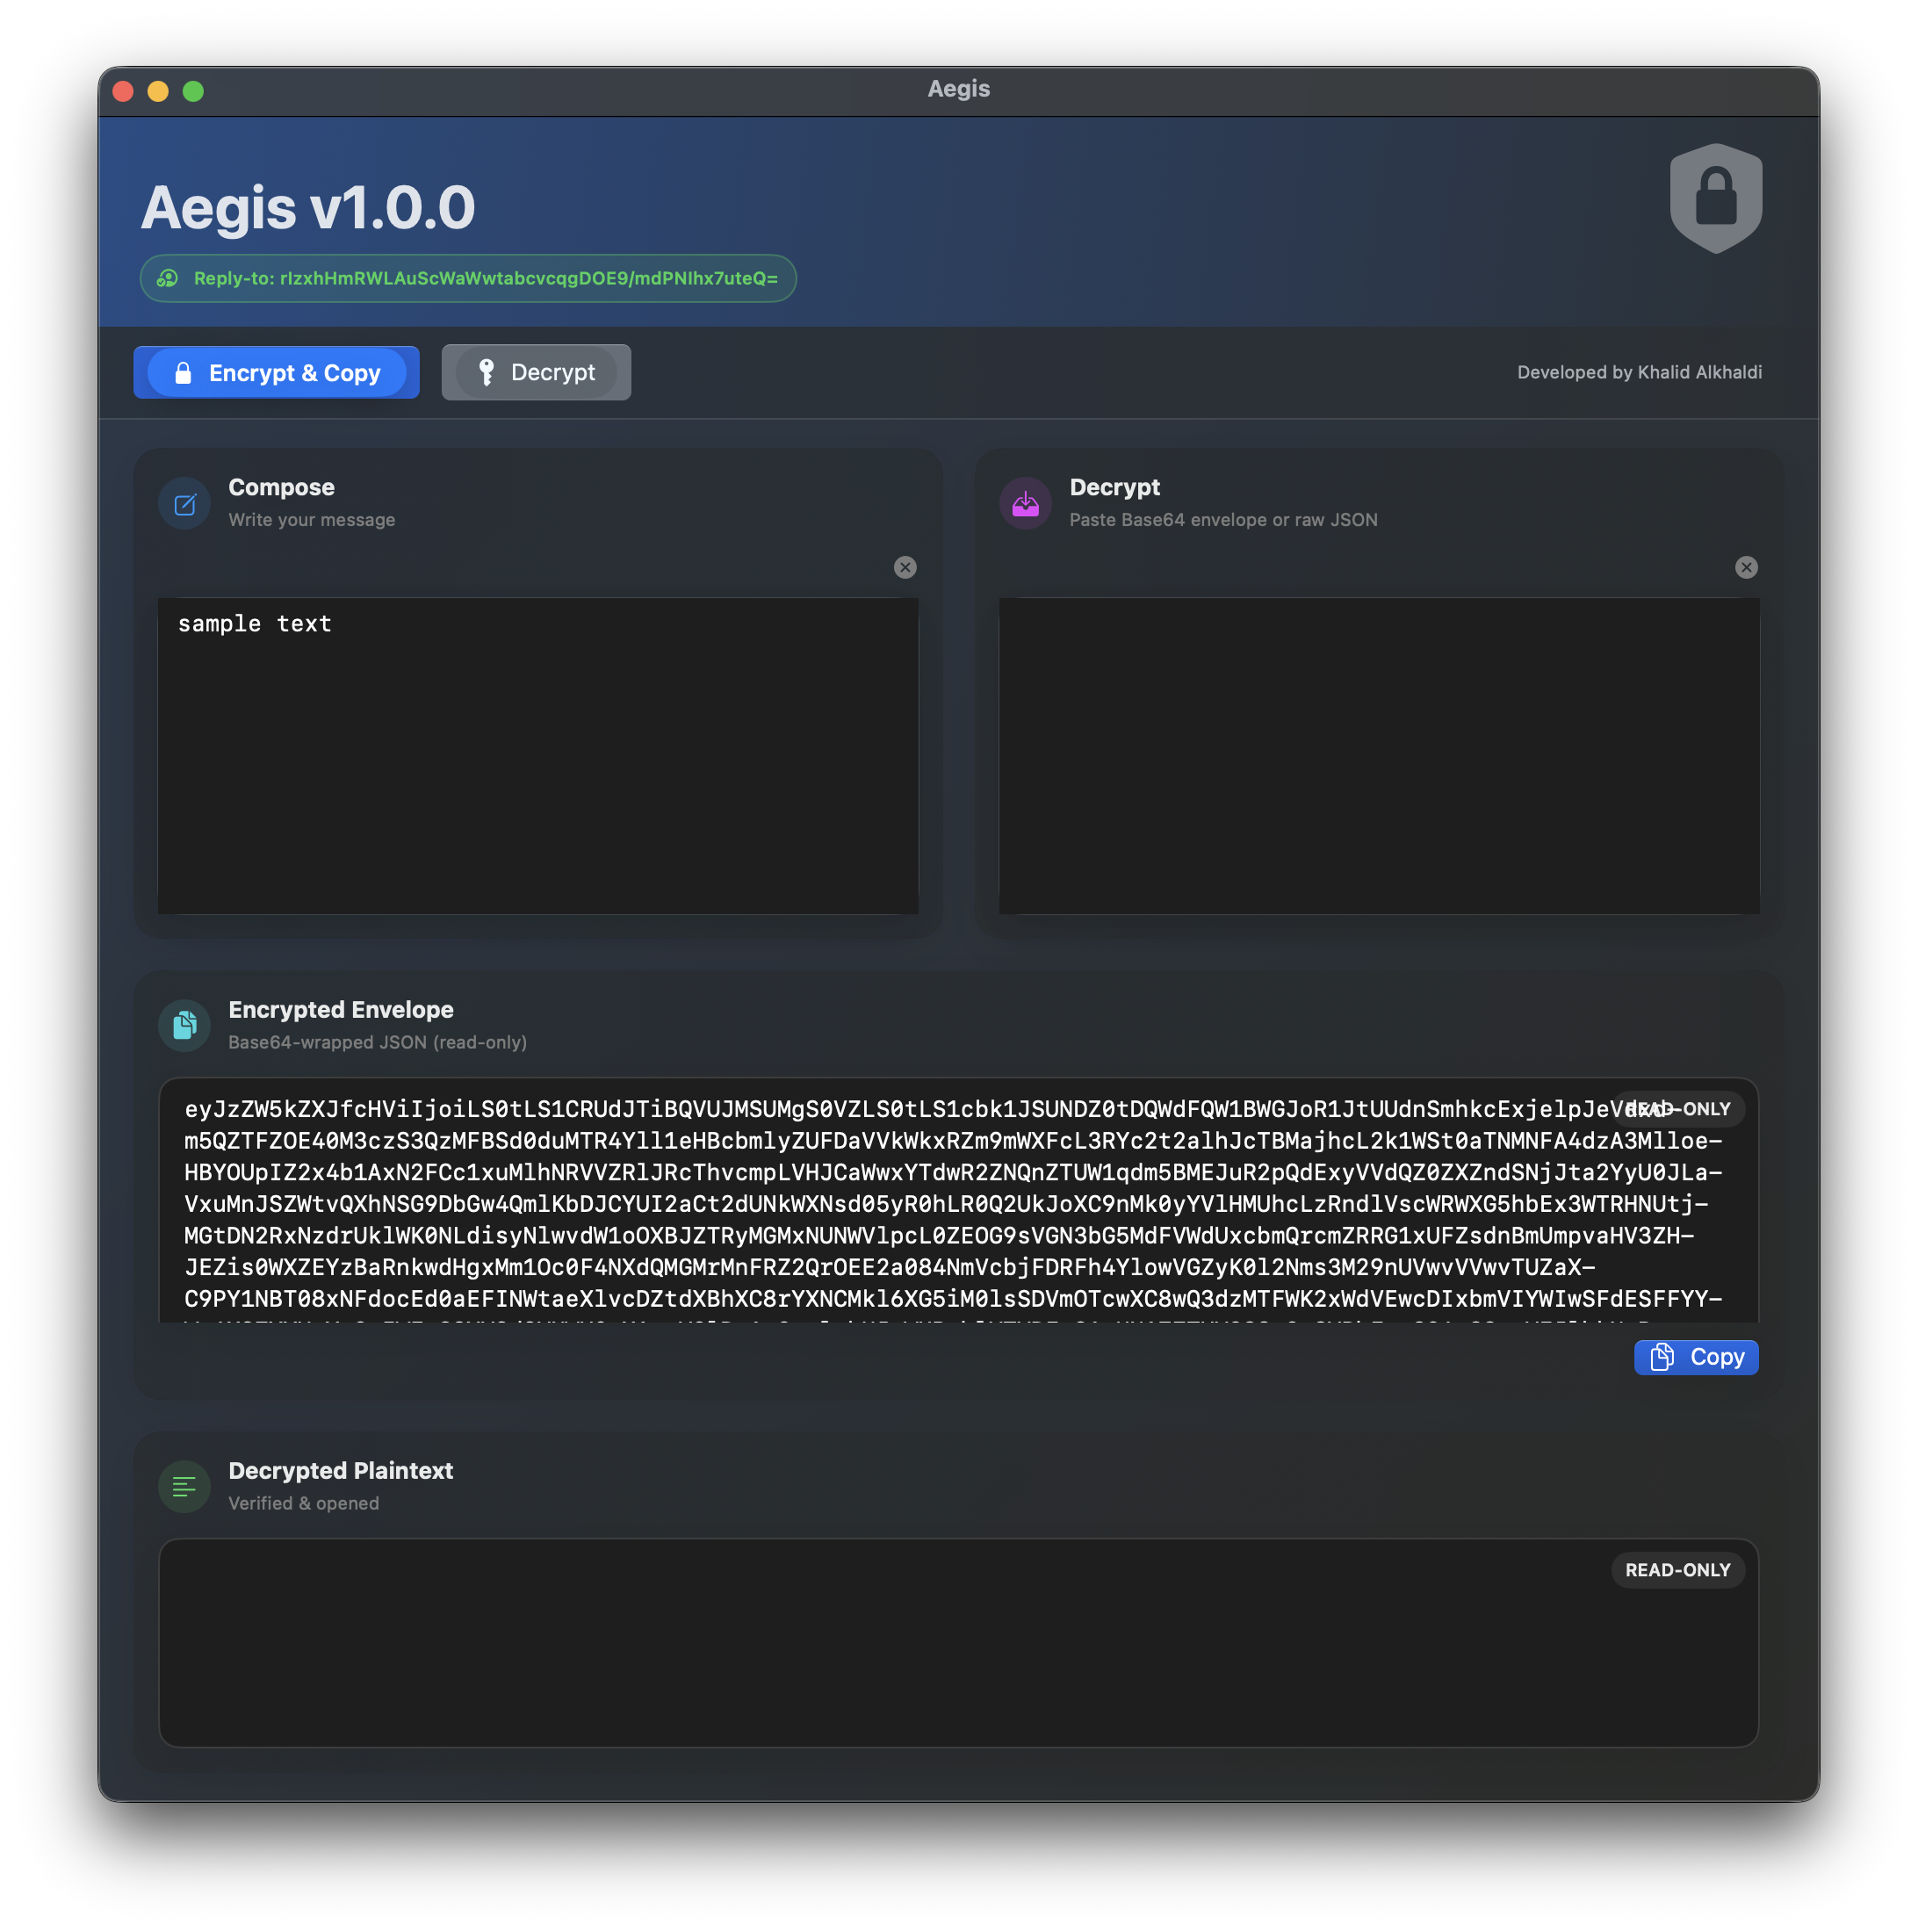 Aegis
Aegis v1.0.0
Reply-to: rIzxhHmRWLAuScWaWwtabcvcqgDOE9/mdPNIhx7uteQ=
Encrypt & Copy
Decrypt
Developed by Khalid Alkhaldi
Compose
Write your message
sample text
Decrypt
Paste Base64 envelope or raw JSON
Encrypted Envelope
Base64-wrapped JSON (read-only)
READ-ONLY
m5QZTFZOE40M3czS3QzMFBSd0duMTR4Yll1eHBcbmlyZUFDaVVkWkxRZm9mWXFcL3RYc2t2alhJcTBMajhcL2k1WSt0aTNMNFA4dzA3Mlloe-
HBYOUpIZ2x4b1AxN2FCc1xuMlhNRVVZRlJRcThvcmpLVHJCaWwxYTdwR2ZNQnZTUW1qdm5BMEJuR2pQdExyVVdQZ0ZXZndSNjJta2YyU0JLa-
VxuMnJSZWtvQXhNSG9DbGw4QmlKbDJCYUI2aCt2dUNkWXNsd05yR0hLR0Q2UkJoXC9nMk0yYVlHMUhcLzRndlVscWRWXG5hbEx3WTRHNUtj-
MGtDN2RxNzdrUklWK0NLdisyNlwvdW1oOXBJZTRyMGMxNUNWVlpcL0ZEOG9sVGN3bG5MdFVWdUxcbmQrcmZRRG1xUFZsdnBmUmpvaHV3ZH-
JEZis0WXZEYzBaRnkwdHgxMm1Oc0F4NXdQMGMrMnFRZ2QrOEE2a084NmVcbjFDRFh4YlowVGZyK0l2Nms3M29nUVwvVVwvTUZaX-
C9PY1NBT08xNFdocEd0aEFINWtaeXlvcDZtdXBhXC8rYXNCMkl6XG5iM0lsSDVmOTcwXC8wQ3dzMTFWK2xWdVEwcDIxbmVIYWIwSFdESFFYY-
Copy
Decrypted Plaintext
Verified & opened
READ-ONLY